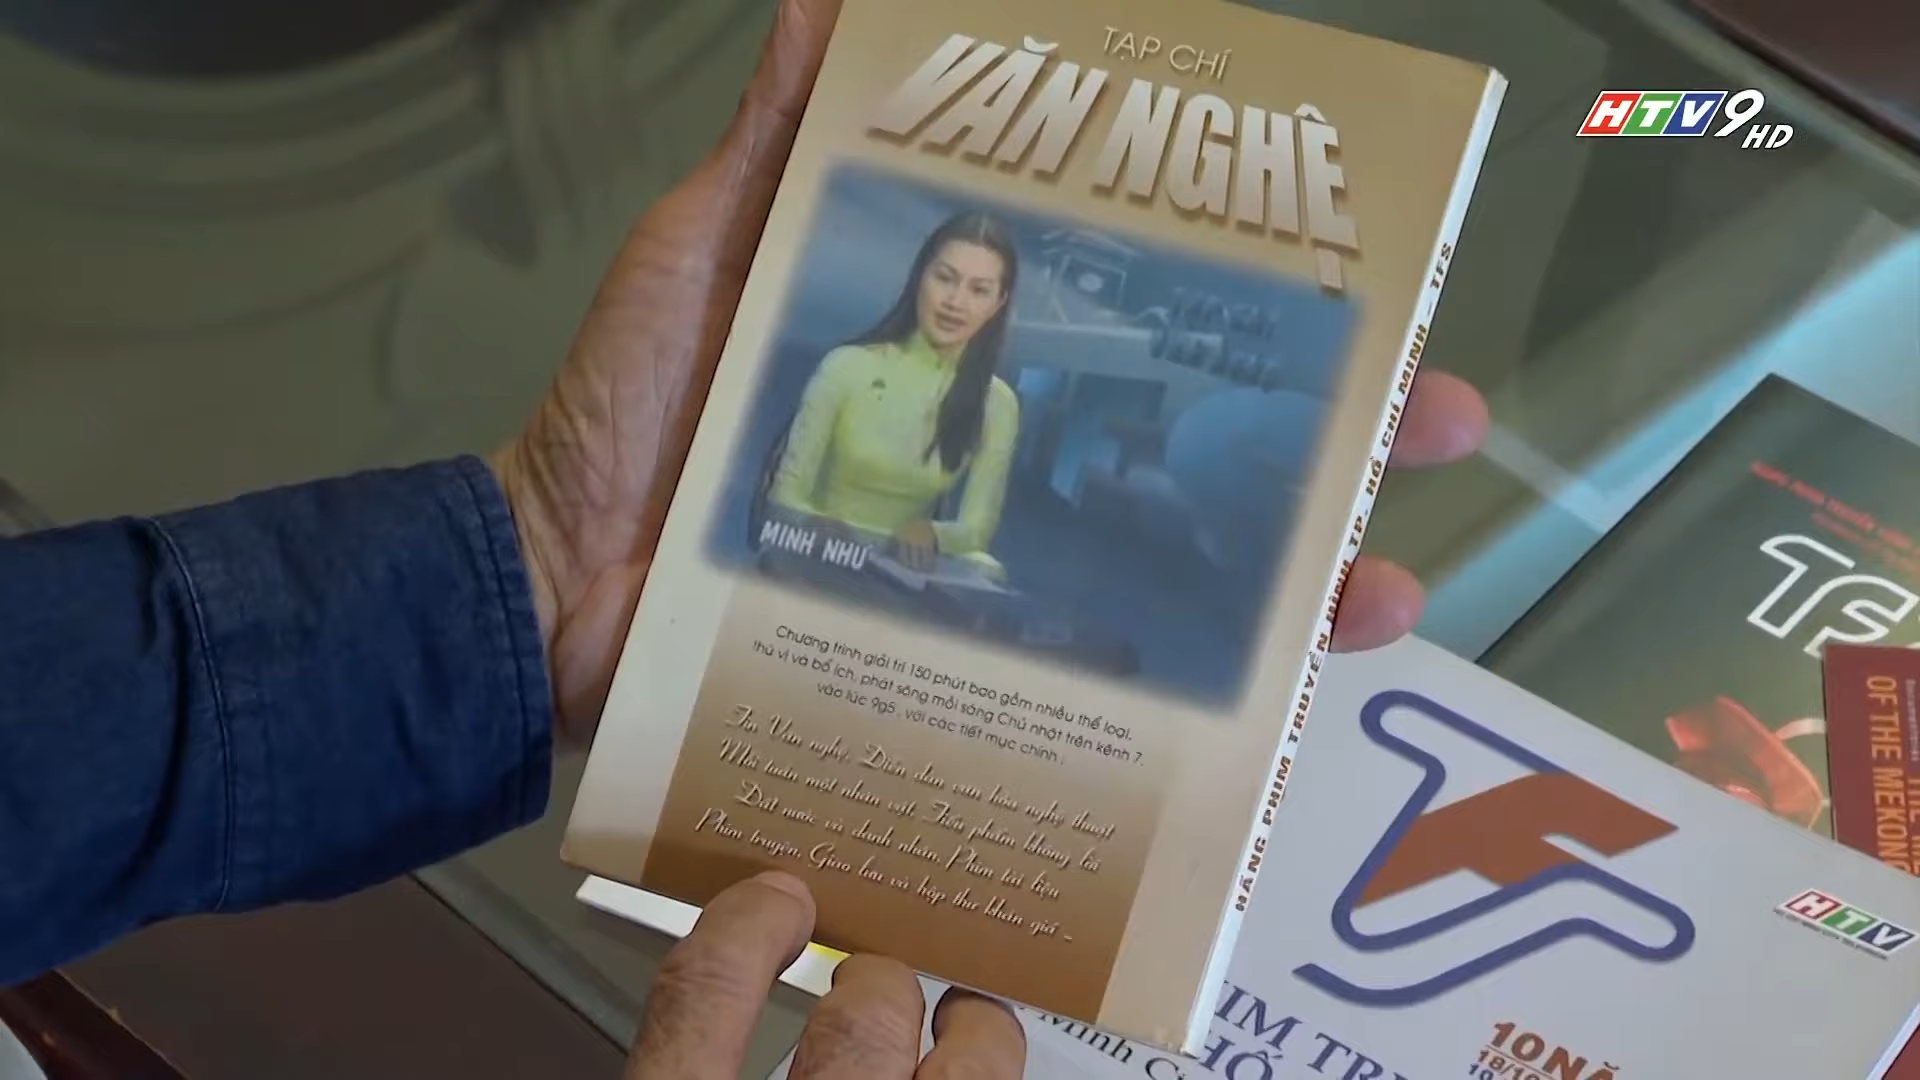 TẠP CHÍ
VĂN NGHỆ
HTV9 HD
MINH NHƯ
Chương trình giải trí 150 phút bao gồm nhiều thể loại,
thú vị và bổ ích, phát sóng mỗi sáng Chủ nhật trên kênh 7,
vào lúc 9g5, với các tiết mục chính :
Tin Văn nghệ, Diễn đàn văn hóa nghệ thuật
Mỗi tuần một nhân vật, Tiểu phẩm không lời
Đất nước và danh nhân, Phim tài liệu
Phim truyện, Giao lưu và hộp thư khán giả -
HÃNG PHIM TRUYỀN HÌNH TP. HỒ CHÍ MINH - TFS
TF
OF THE MEKONG
HTV
10 NĂ
18/10
Minh